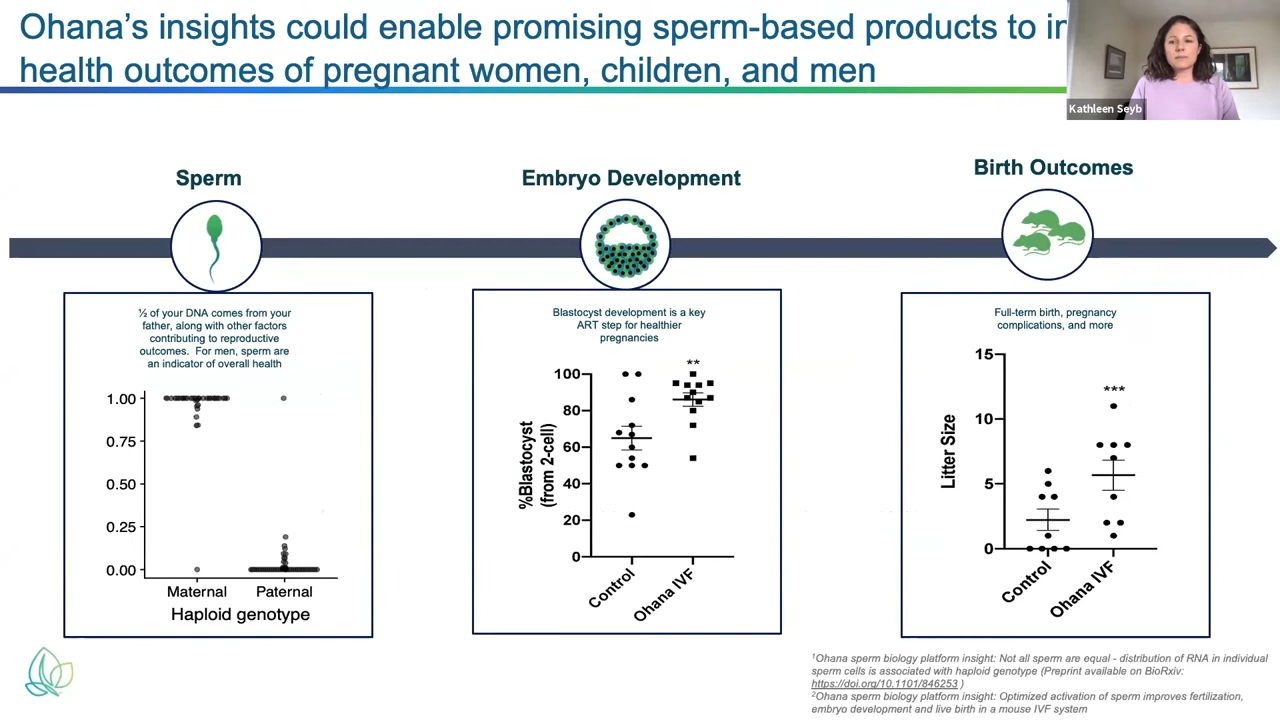 Ohana's insights could enable promising sperm-based products to
health outcomes of pregnant women, children, and men
Kathleen Seyb
Sperm
Embryo Development
Birth Outcomes
½ of your DNA comes from your
father, along with other factors
contributing to reproductive
outcomes. For men, sperm are
an indicator of overall health
1.00
0.75
0.50
0.25
0.00
Maternal
Paternal
Haploid genotype
Blastocyst development is a key
ART step for healthier
pregnancies
**
%Blastocyst
(from 2-cell)
100
80
60
40
20
0
Control
Ohana IVF
Full-term birth, pregnancy
complications, and more
***
Litter Size
15
10
5
0
Control
Ohana IVF
1Ohana sperm biology platform insight: Not all sperm are equal - distribution of RNA in individual
sperm cells is associated with haploid genotype (Preprint available on BioRxiv:
https://doi.org/10.1101/846253 )
2Ohana sperm biology platform insight: Optimized activation of sperm improves fertilization,
embryo development and live birth in a mouse IVF system